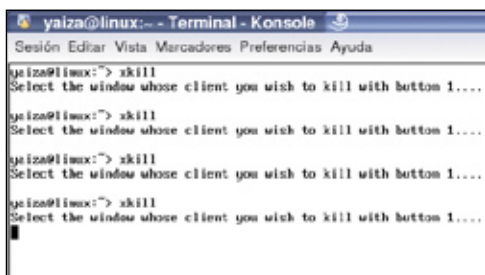 yaiza@linux:~ - Terminal - Konsole
Sesión Editar Vista Marcadores Preferencias Ayuda
yaiza@linux:~> xkill
Select the window whose client you wish to kill with button 1....
yaiza@linux:~> xkill
Select the window whose client you wish to kill with button 1....
yaiza@linux:~> xkill
Select the window whose client you wish to kill with button 1....
yaiza@linux:~> xkill
Select the window whose client you wish to kill with button 1....